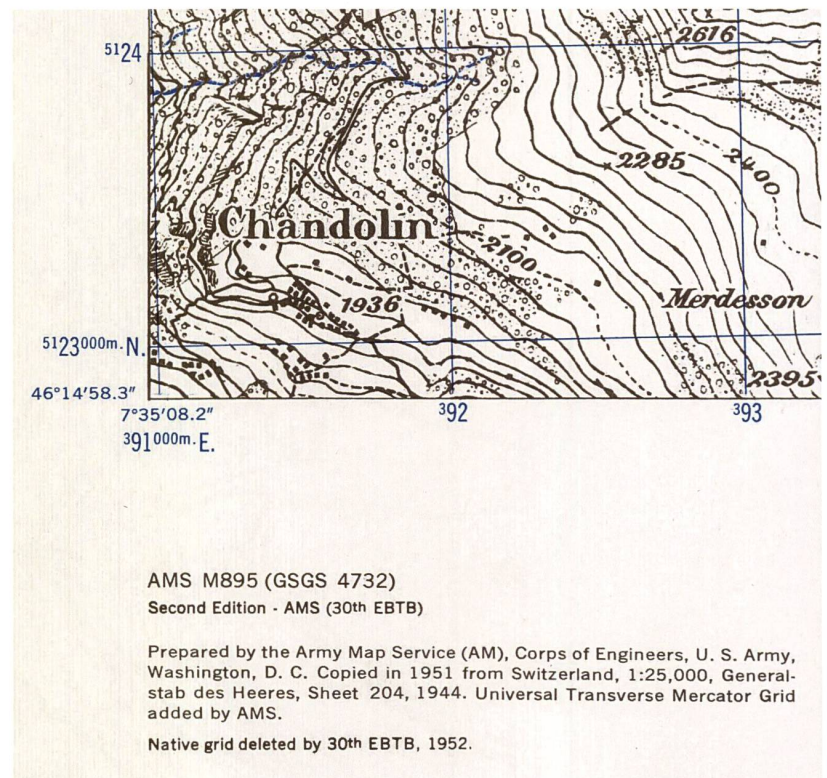 5124
2616
2285
2400
Chandolin
2100
1936
Merdesson
5123000m. N.
2395
46°14'58.3"
7°35'08.2"
392
393
391000m. E.
AMS M895 (GSGS 4732)
Second Edition - AMS (30th EBTB)
Prepared by the Army Map Service (AM), Corps of Engineers, U. S. Army,
Washington, D. C. Copied in 1951 from Switzerland, 1:25,000, General-
stab des Heeres, Sheet 204, 1944. Universal Transverse Mercator Grid
added by AMS.
Native grid deleted by 30th EBTB, 1952.